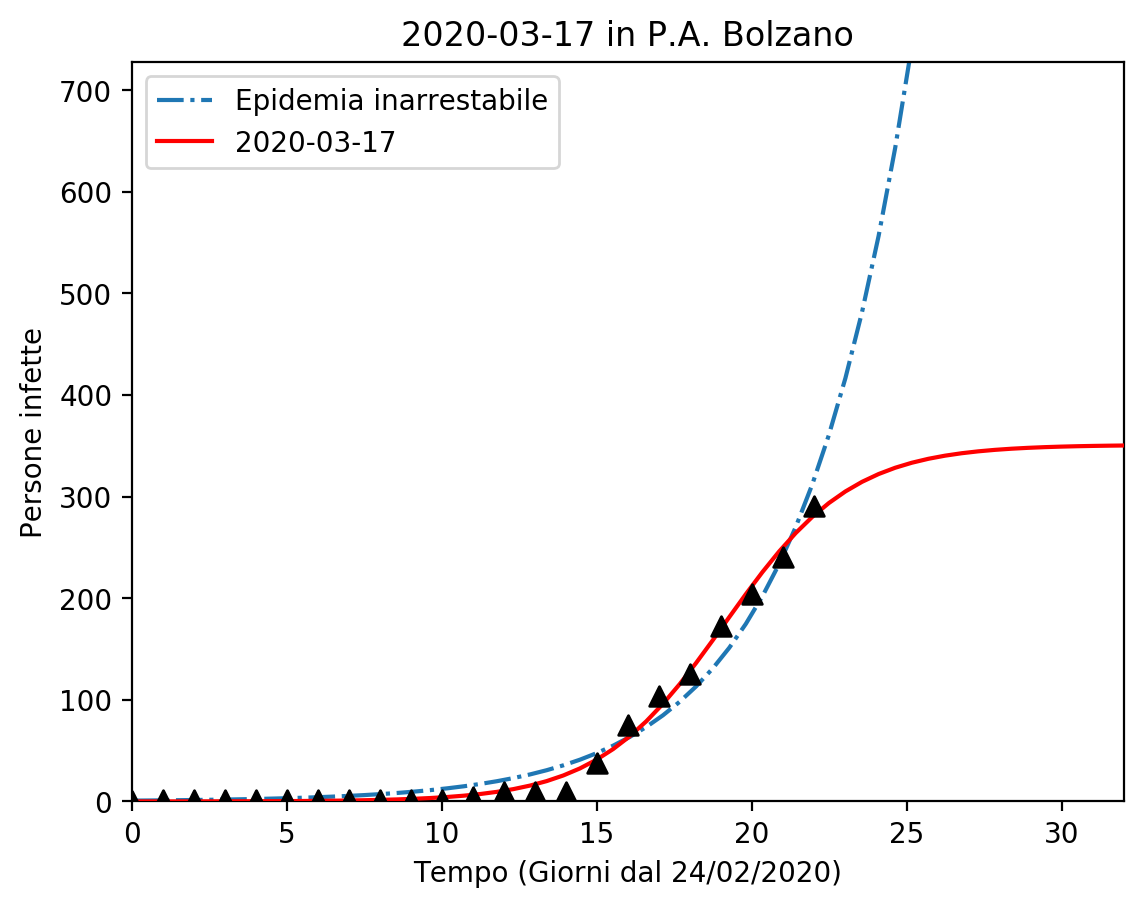 2020-03-17 in P.A. Bolzano
Epidemia inarrestabile
2020-03-17
700
600
500
400
300
200
100
0
Persone infette
0 5 10 15 20 25 30
Tempo (Giorni dal 24/02/2020)